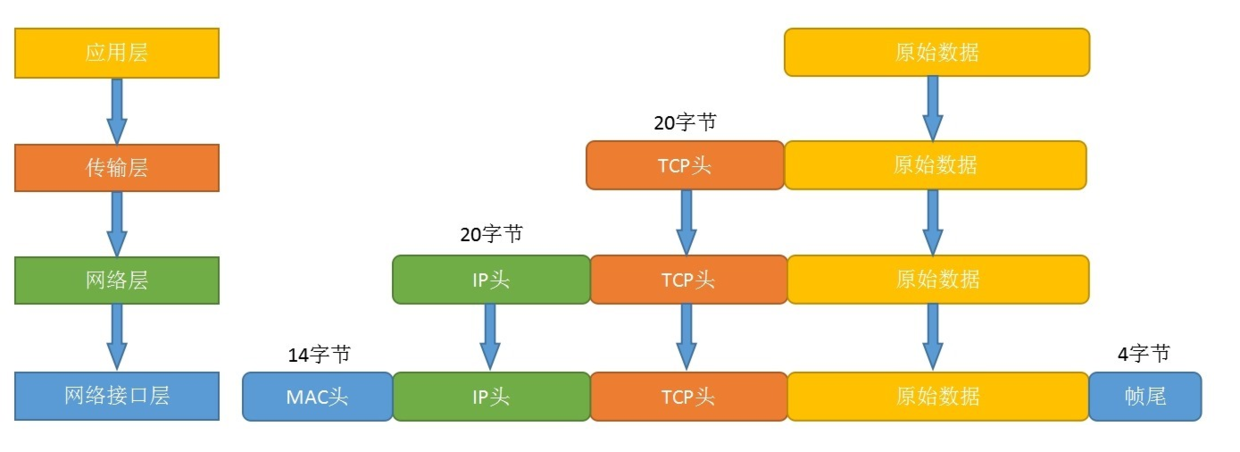 应用层
原始数据
20字节
传输层
TCP头
原始数据
20字节
网络层
IP头
TCP头
原始数据
14字节
4字节
网络接口层
MAC头
IP头
TCP头
原始数据
帧尾